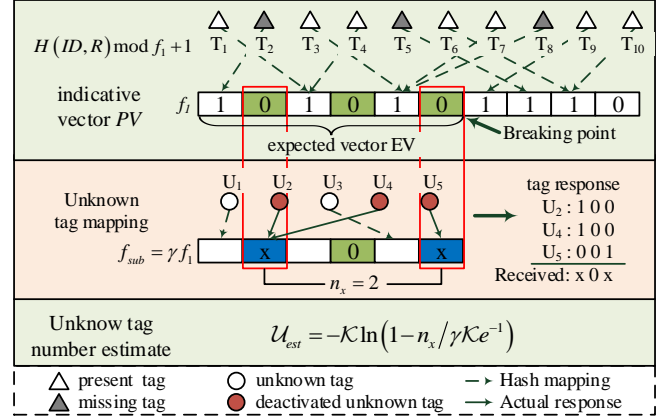 H(ID, R) mod f₁ + 1
T₁ T₂ T₃ T₄ T₅ T₆ T₇ T₈ T₉ T₁₀
indicative
vector PV
f₁ 1 0 1 0 1 0 1 1 1 0
expected vector EV
Breaking point
Unknown
tag mapping
U₁ U₂ U₃ U₄ U₅
f_sub = γf₁ x 0 x
n_x = 2
tag response
U₂ : 1 0 0
U₄ : 1 0 0
U₅ : 0 0 1
Received: x 0 x
Unknow tag
number estimate
𝒰_est = −𝒦 ln(1 − n_x/γ𝒦e⁻¹)
present tag
missing tag
unknown tag
deactivated unknown tag
Hash mapping
Actual response